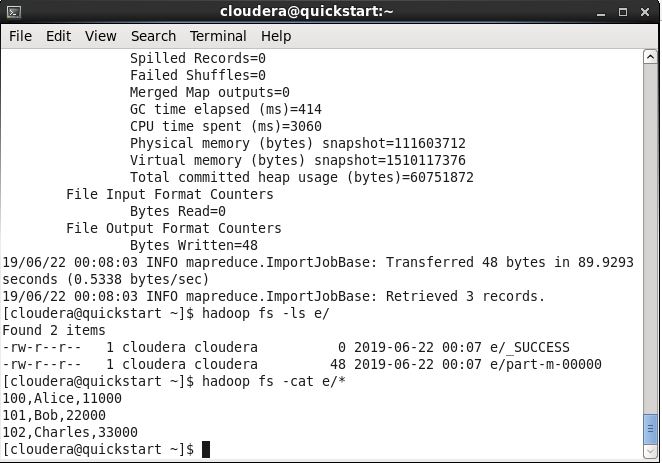 cloudera@quickstart:~
File Edit View Search Terminal Help
Spilled Records=0
Failed Shuffles=0
Merged Map outputs=0
GC time elapsed (ms)=414
CPU time spent (ms)=3060
Physical memory (bytes) snapshot=111603712
Virtual memory (bytes) snapshot=1510117376
Total committed heap usage (bytes)=60751872
File Input Format Counters
Bytes Read=0
File Output Format Counters
Bytes Written=48
19/06/22 00:08:03 INFO mapreduce.ImportJobBase: Transferred 48 bytes in 89.9293
seconds (0.5338 bytes/sec)
19/06/22 00:08:03 INFO mapreduce.ImportJobBase: Retrieved 3 records.
[cloudera@quickstart ~]$ hadoop fs -ls e/
Found 2 items
-rw-r--r--   1 cloudera cloudera          0 2019-06-22 00:07 e/_SUCCESS
-rw-r--r--   1 cloudera cloudera         48 2019-06-22 00:07 e/part-m-00000
[cloudera@quickstart ~]$ hadoop fs -cat e/*
100,Alice,11000
101,Bob,22000
102,Charles,33000
[cloudera@quickstart ~]$